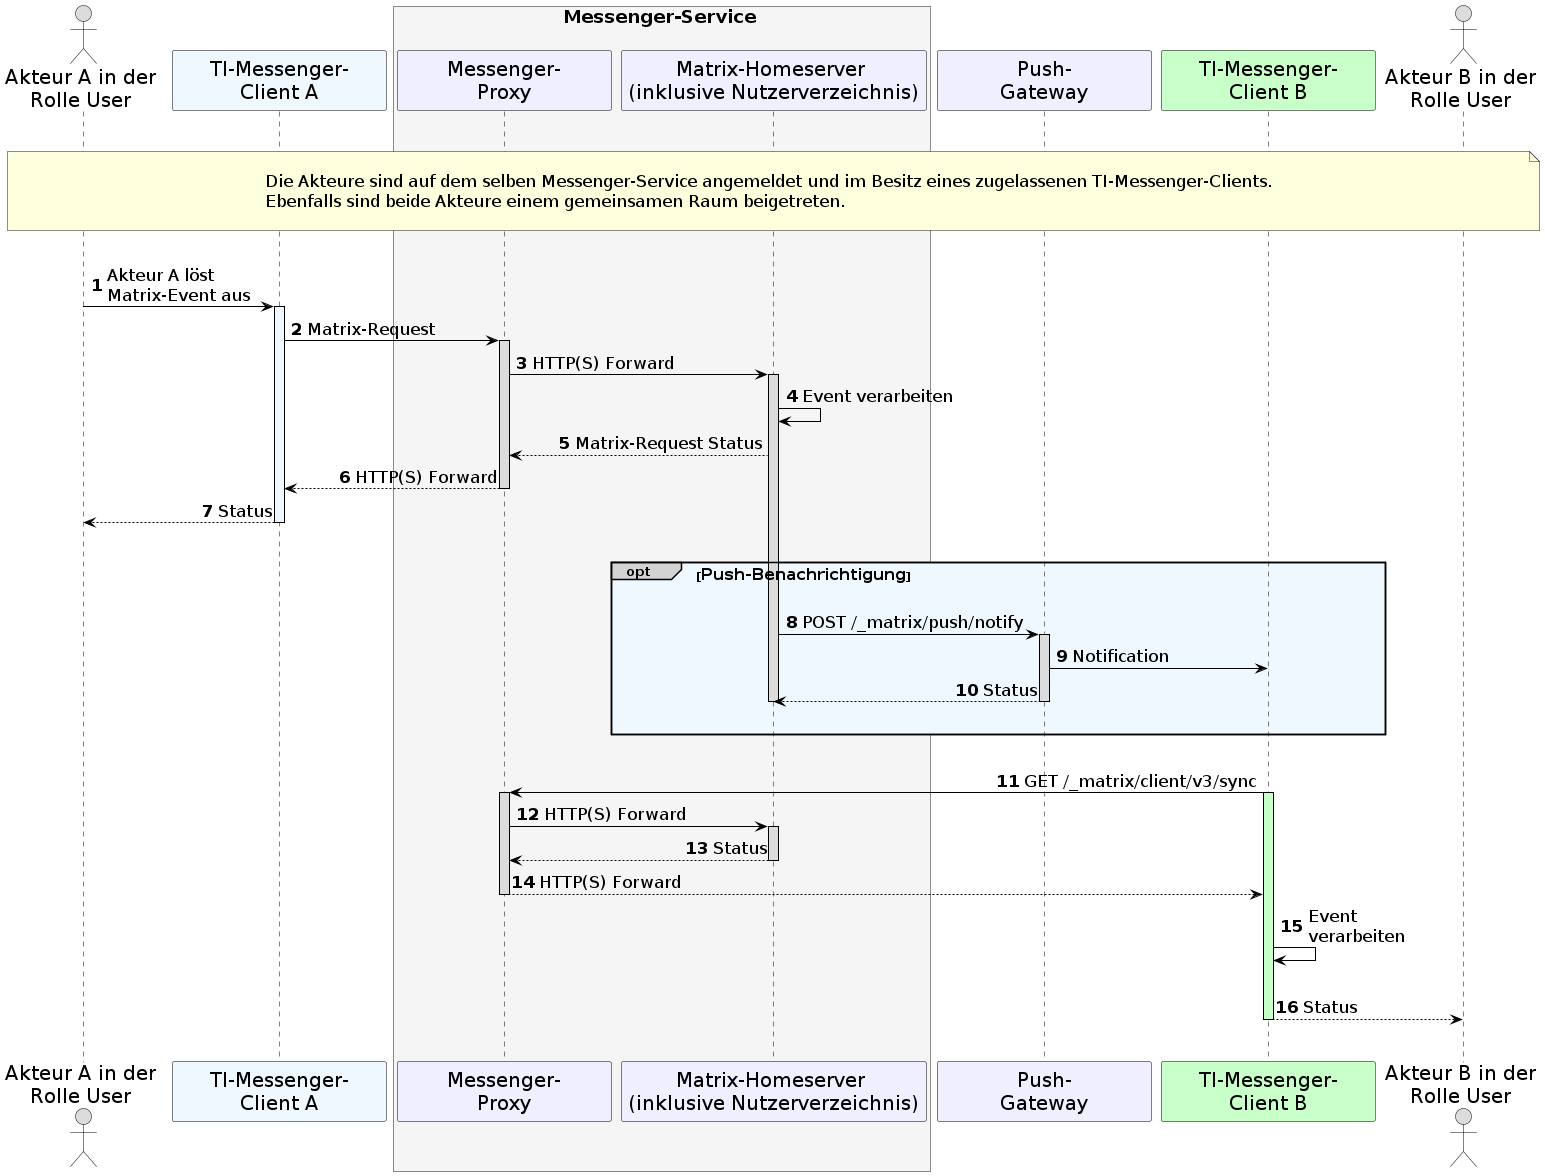 Messenger-Service
Akteur A in der
Rolle User
TI-Messenger-
Client A
Messenger-
Proxy
Matrix-Homeserver
(inklusive Nutzerverzeichnis)
Push-
Gateway
TI-Messenger-
Client B
Akteur B in der
Rolle User
Die Akteure sind auf dem selben Messenger-Service angemeldet und im Besitz eines zugelassenen TI-Messenger-Clients.
Ebenfalls sind beide Akteure einem gemeinsamen Raum beigetreten.
1 Akteur A löst
Matrix-Event aus
2 Matrix-Request
3 HTTP(S) Forward
4 Event verarbeiten
5 Matrix-Request Status
6 HTTP(S) Forward
7 Status
opt [Push-Benachrichtigung]
8 POST /_matrix/push/notify
9 Notification
10 Status
11 GET /_matrix/client/v3/sync
12 HTTP(S) Forward
13 Status
14 HTTP(S) Forward
15 Event
verarbeiten
16 Status
Akteur A in der
Rolle User
TI-Messenger-
Client A
Messenger-
Proxy
Matrix-Homeserver
(inklusive Nutzerverzeichnis)
Push-
Gateway
TI-Messenger-
Client B
Akteur B in der
Rolle User